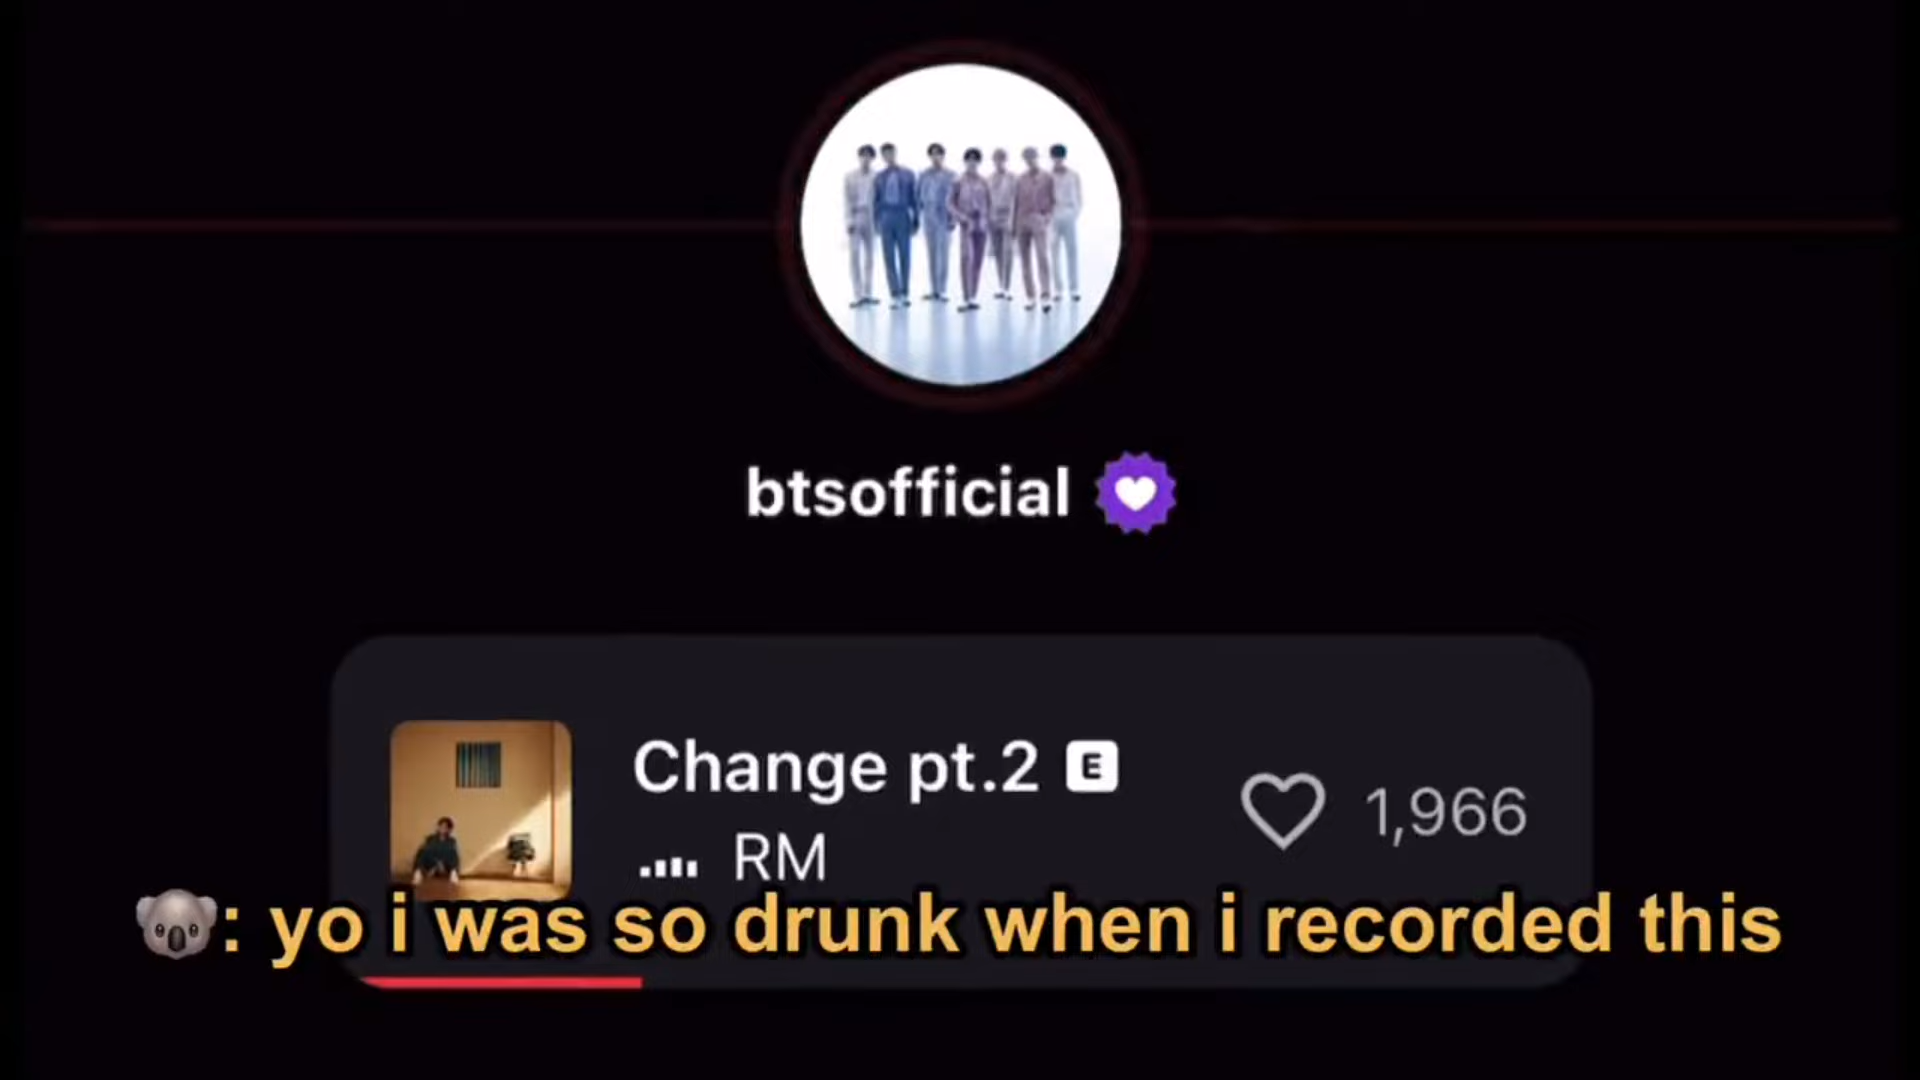 btsofficial
Change pt.2 E
RM
1,966
🐨: yo i was so drunk when i recorded this